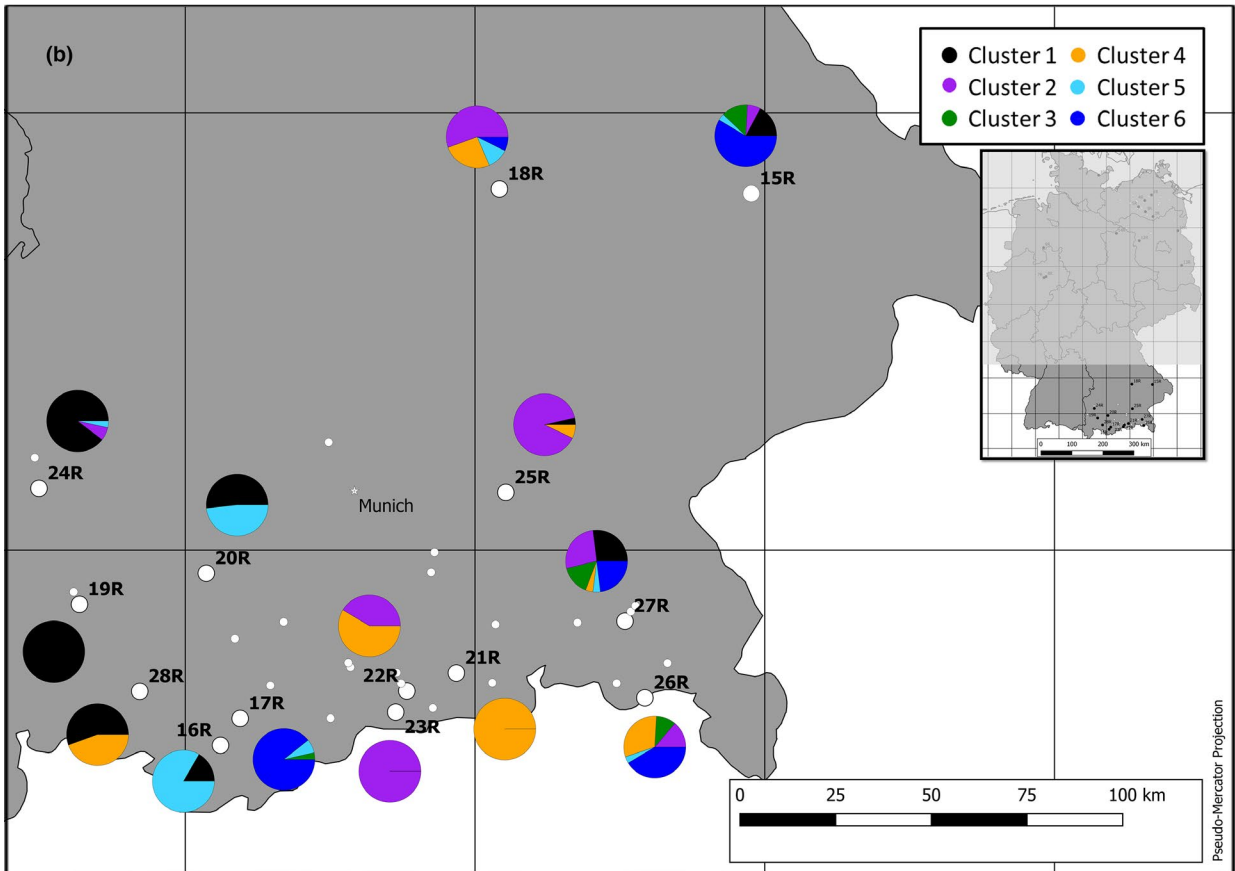 (b)
Cluster 1
Cluster 4
Cluster 2
Cluster 5
Cluster 3
Cluster 6
18R
15R
24R
25R
Munich
20R
19R
27R
21R
28R
22R
26R
17R
23R
16R
0 100 200 300 km
0 25 50 75 100 km
Pseudo-Mercator Projection